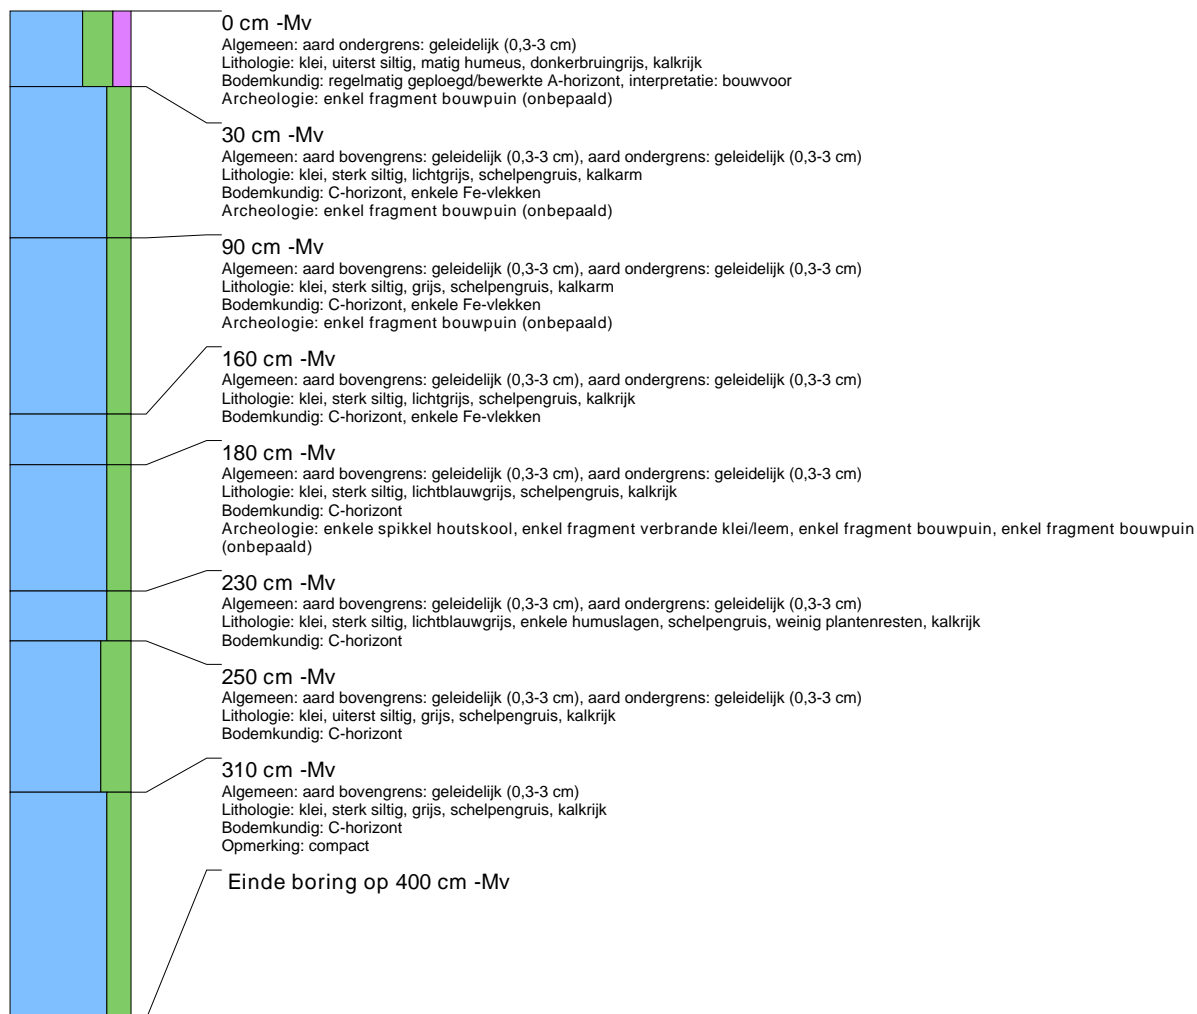 0 cm -Mv
Algemeen: aard ondergrens: geleidelijk (0,3-3 cm)
Lithologie: klei, uiterst siltig, matig humeus, donkerbruingrijs, kalkrijk
Bodemkundig: regelmatig geploegd/bewerkte A-horizont, interpretatie: bouwvoor
Archeologie: enkel fragment bouwpuin (onbepaald)
30 cm -Mv
Algemeen: aard bovengrens: geleidelijk (0,3-3 cm), aard ondergrens: geleidelijk (0,3-3 cm)
Lithologie: klei, sterk siltig, lichtgrijs, schelpengruis, kalkarm
Bodemkundig: C-horizont, enkele Fe-vlekken
Archeologie: enkel fragment bouwpuin (onbepaald)
90 cm -Mv
Algemeen: aard bovengrens: geleidelijk (0,3-3 cm), aard ondergrens: geleidelijk (0,3-3 cm)
Lithologie: klei, sterk siltig, grijs, schelpengruis, kalkarm
Bodemkundig: C-horizont, enkele Fe-vlekken
Archeologie: enkel fragment bouwpuin (onbepaald)
160 cm -Mv
Algemeen: aard bovengrens: geleidelijk (0,3-3 cm), aard ondergrens: geleidelijk (0,3-3 cm)
Lithologie: klei, sterk siltig, lichtgrijs, schelpengruis, kalkrijk
Bodemkundig: C-horizont, enkele Fe-vlekken
180 cm -Mv
Algemeen: aard bovengrens: geleidelijk (0,3-3 cm), aard ondergrens: geleidelijk (0,3-3 cm)
Lithologie: klei, sterk siltig, lichtblauwgrijs, schelpengruis, kalkrijk
Bodemkundig: C-horizont
Archeologie: enkele spikkel houtskool, enkel fragment verbrande klei/leem, enkel fragment bouwpuin, enkel fragment bouwpuin
(onbepaald)
230 cm -Mv
Algemeen: aard bovengrens: geleidelijk (0,3-3 cm), aard ondergrens: geleidelijk (0,3-3 cm)
Lithologie: klei, sterk siltig, lichtblauwgrijs, enkele humuslagen, schelpengruis, weinig plantenresten, kalkrijk
Bodemkundig: C-horizont
250 cm -Mv
Algemeen: aard bovengrens: geleidelijk (0,3-3 cm), aard ondergrens: geleidelijk (0,3-3 cm)
Lithologie: klei, uiterst siltig, grijs, schelpengruis, kalkrijk
Bodemkundig: C-horizont
310 cm -Mv
Algemeen: aard bovengrens: geleidelijk (0,3-3 cm)
Lithologie: klei, sterk siltig, grijs, schelpengruis, kalkrijk
Bodemkundig: C-horizont
Opmerking: compact
Einde boring op 400 cm -Mv